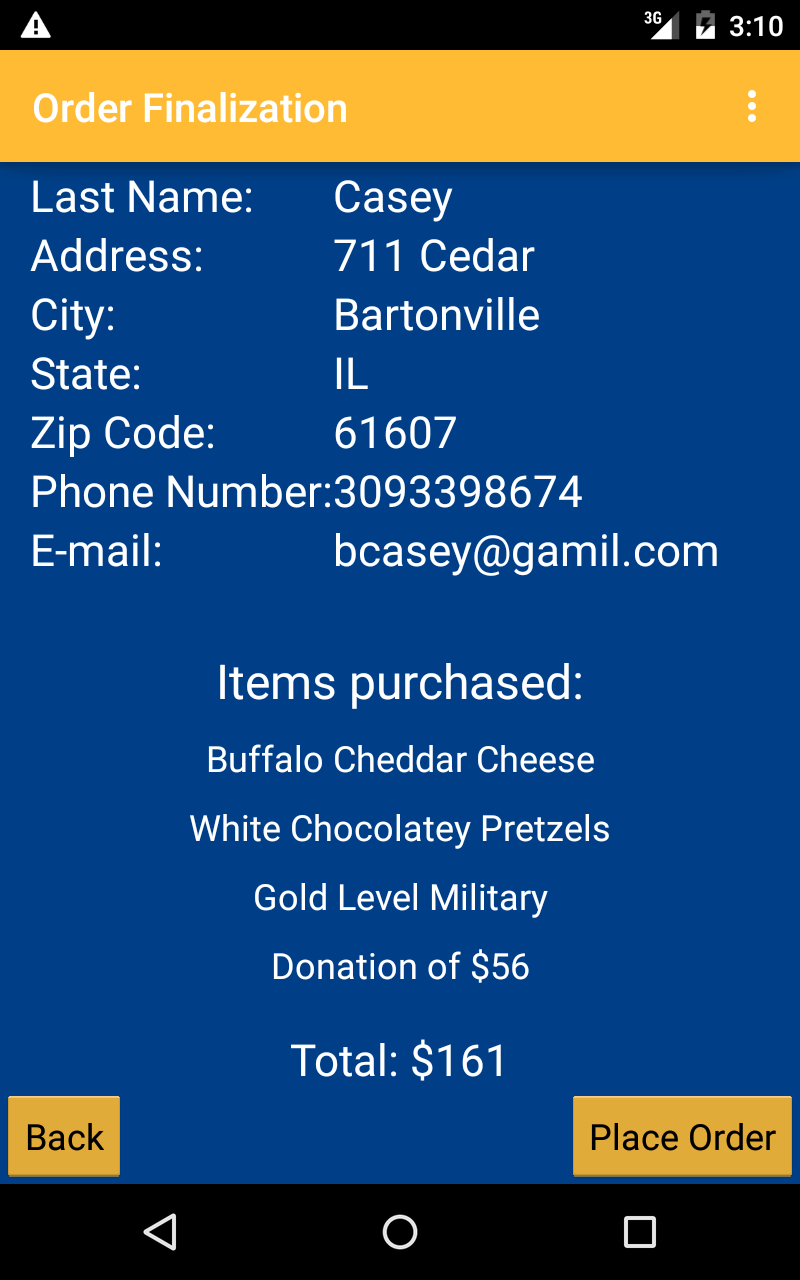 3G 3:10
Order Finalization
Last Name: Casey
Address: 711 Cedar
City: Bartonville
State: IL
Zip Code: 61607
Phone Number:3093398674
E-mail: bcasey@gamil.com
Items purchased:
Buffalo Cheddar Cheese
White Chocolatey Pretzels
Gold Level Military
Donation of $56
Total: $161
Back Place Order